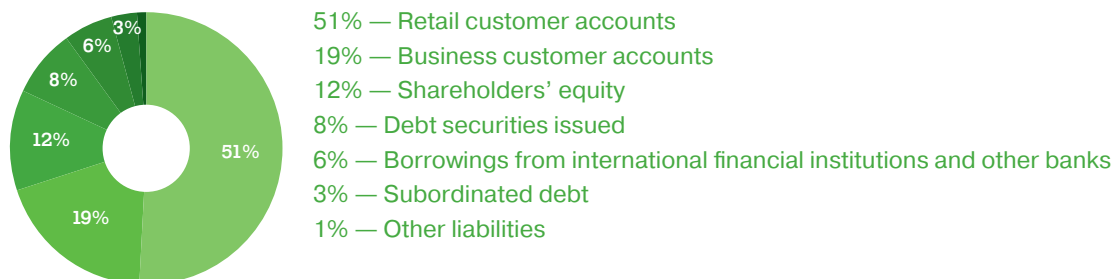 3%
6%
8%
12%
51%
19%
51% — Retail customer accounts
19% — Business customer accounts
12% — Shareholders’ equity
8% — Debt securities issued
6% — Borrowings from international financial institutions and other banks
3% — Subordinated debt
1% — Other liabilities